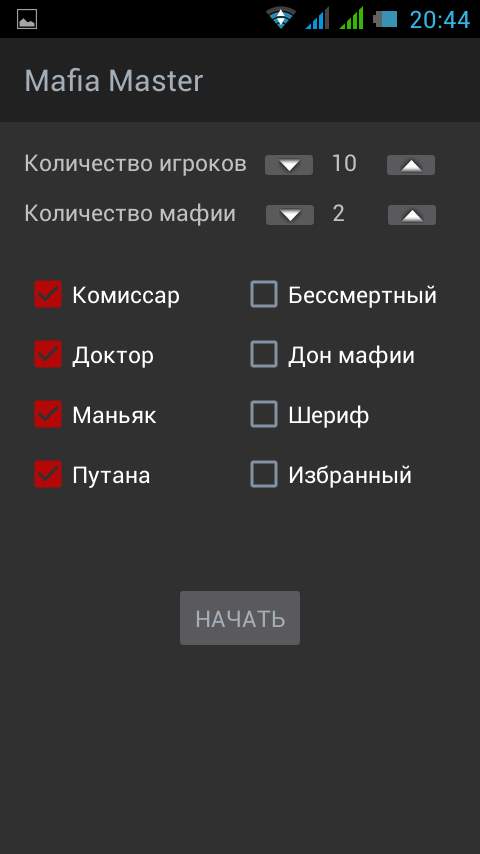 20:44
Mafia Master
Количество игроков 10
Количество мафии 2
Комиссар Бессмертный
Доктор Дон мафии
Маньяк Шериф
Путана Избранный
НАЧАТЬ